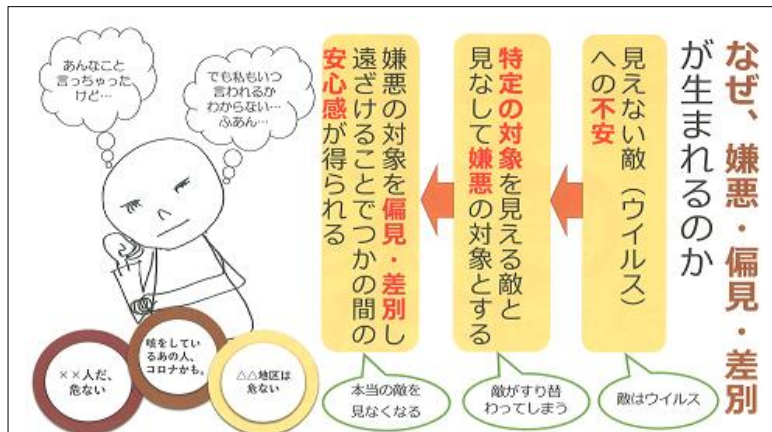 なぜ、嫌悪・偏見・差別
が生まれるのか
見えない敵（ウイルス）
への不安
特定の対象を見える敵と
見なして嫌悪の対象とする
嫌悪の対象を偏見・差別し
遠ざけることでつかの間の
安心感が得られる
敵はウイルス
敵がすり替
わってしまう
本当の敵を
見なくなる
でも私もいつ
言われるか
わからない…
ふあん…
あんなこと
言っちゃった
けど…
××人だ、
危ない
咳をしてい
るあの人、
コロナかも。
△△地区は
危ない